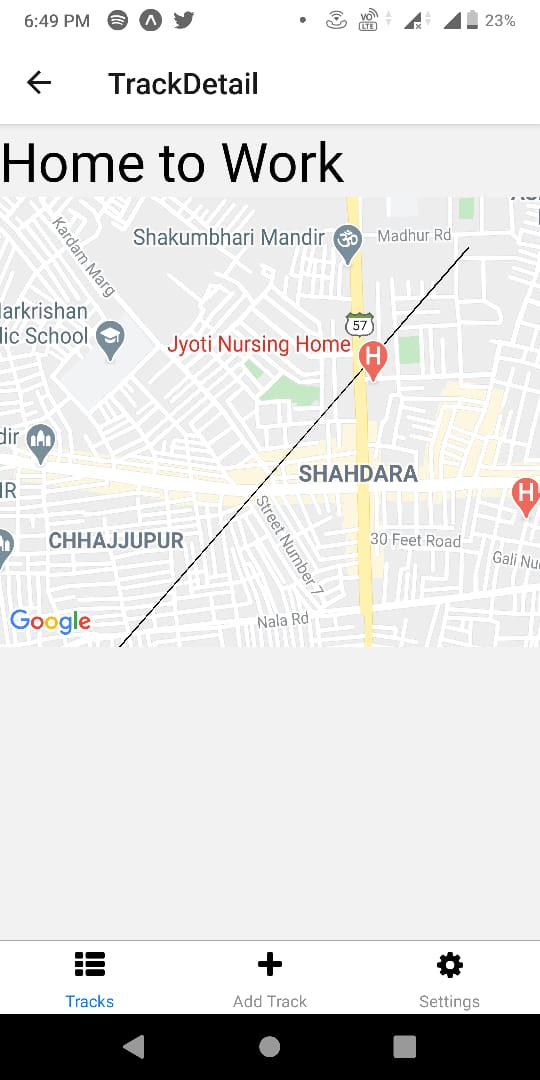 6:49 PM
VO)
LTE
23%
TrackDetail
Home to Work
Kardam Marg
Shakumbhari Mandir
Madhur Rd
arkrishan
lic School
57
Jyoti Nursing Home
H
dir
SHAHDARA
IR
H
Street Number 7
CHHAJJUPUR
30 Feet Road
Gali Nu
Google
Nala Rd
Tracks
Add Track
Settings